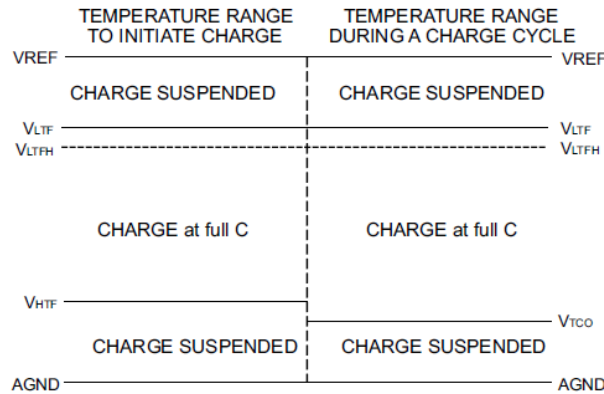 TEMPERATURE RANGE
TO INITIATE CHARGE
TEMPERATURE RANGE
DURING A CHARGE CYCLE
VREF
VREF
CHARGE SUSPENDED
CHARGE SUSPENDED
VLTF
VLTF
VLTFH
VLTFH
CHARGE at full C
CHARGE at full C
VHTF
VTCO
CHARGE SUSPENDED
CHARGE SUSPENDED
AGND
AGND